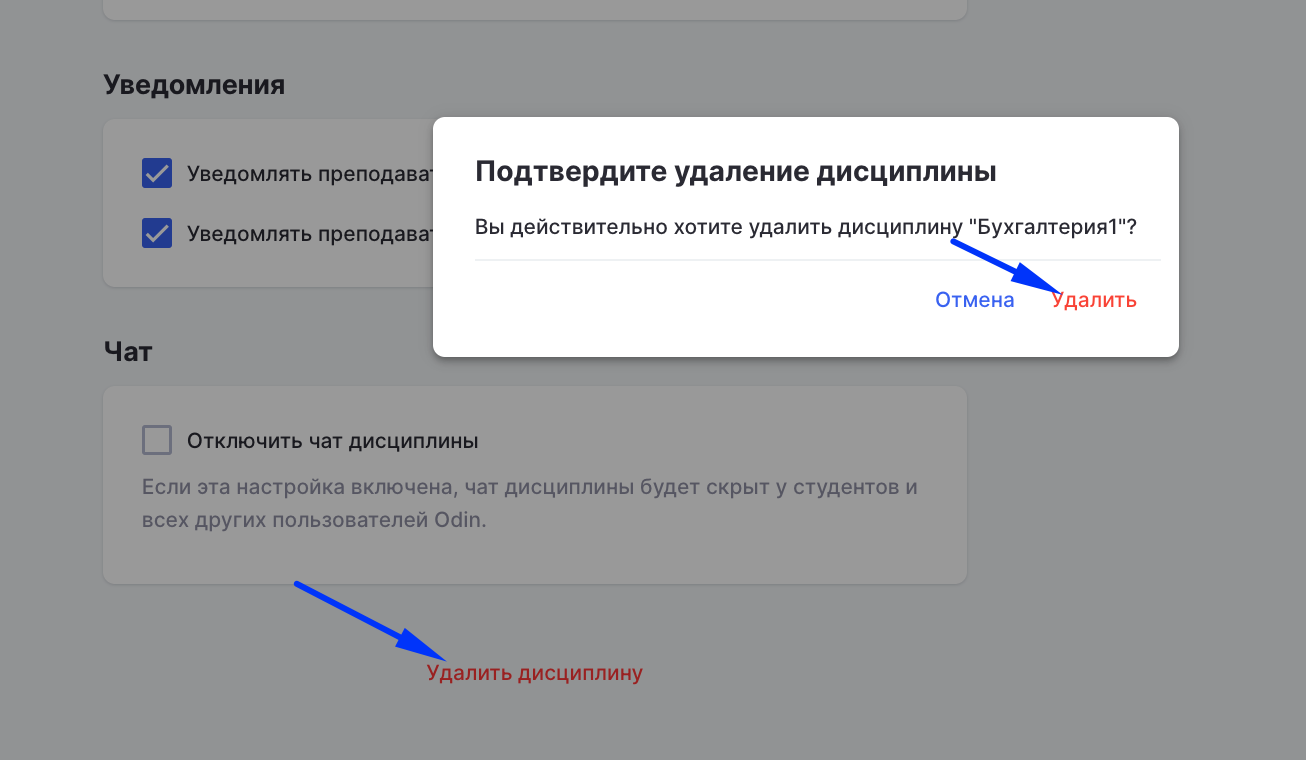 Уведомления
Уведомлять преподават
Уведомлять преподават
Подтвердите удаление дисциплины
Вы действительно хотите удалить дисциплину "Бухгалтерия1"?
Отмена Удалить
Чат
Отключить чат дисциплины
Если эта настройка включена, чат дисциплины будет скрыт у студентов и
всех других пользователей Odin.
Удалить дисциплину